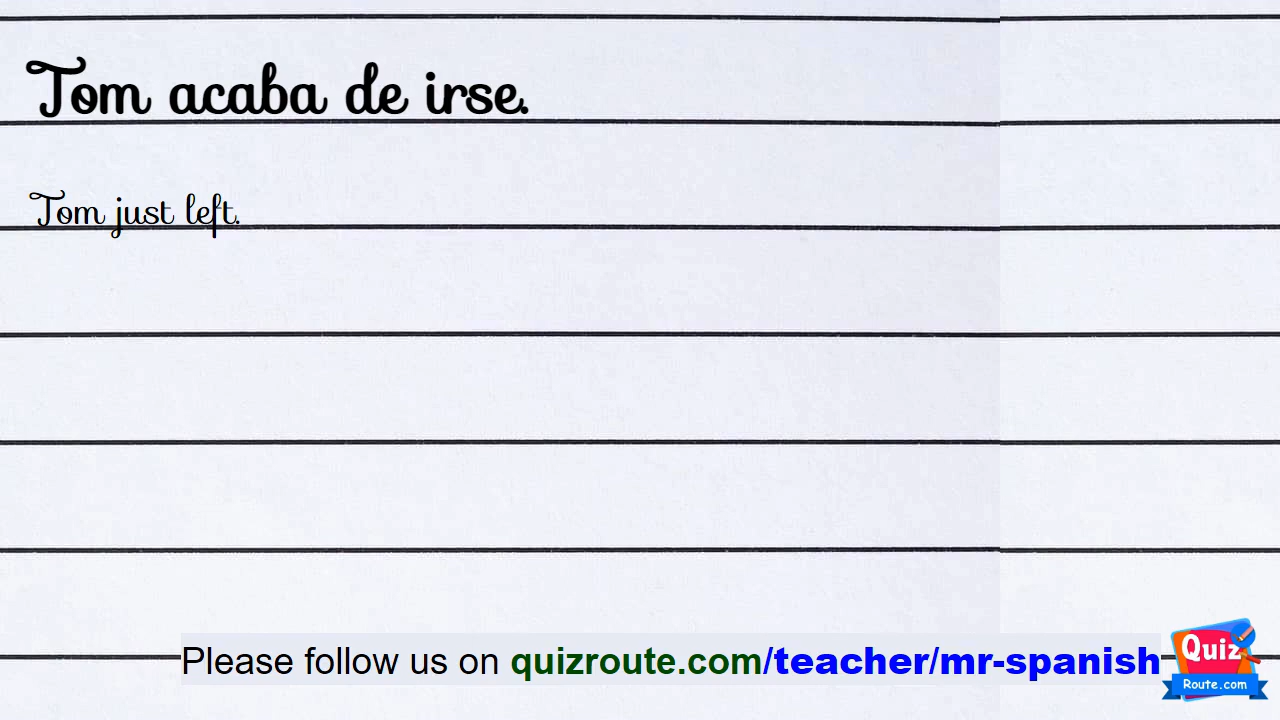 Tom acaba de irse.
Tom just left.
Please follow us on quizroute.com/teacher/mr-spanish
Quiz
Route.com